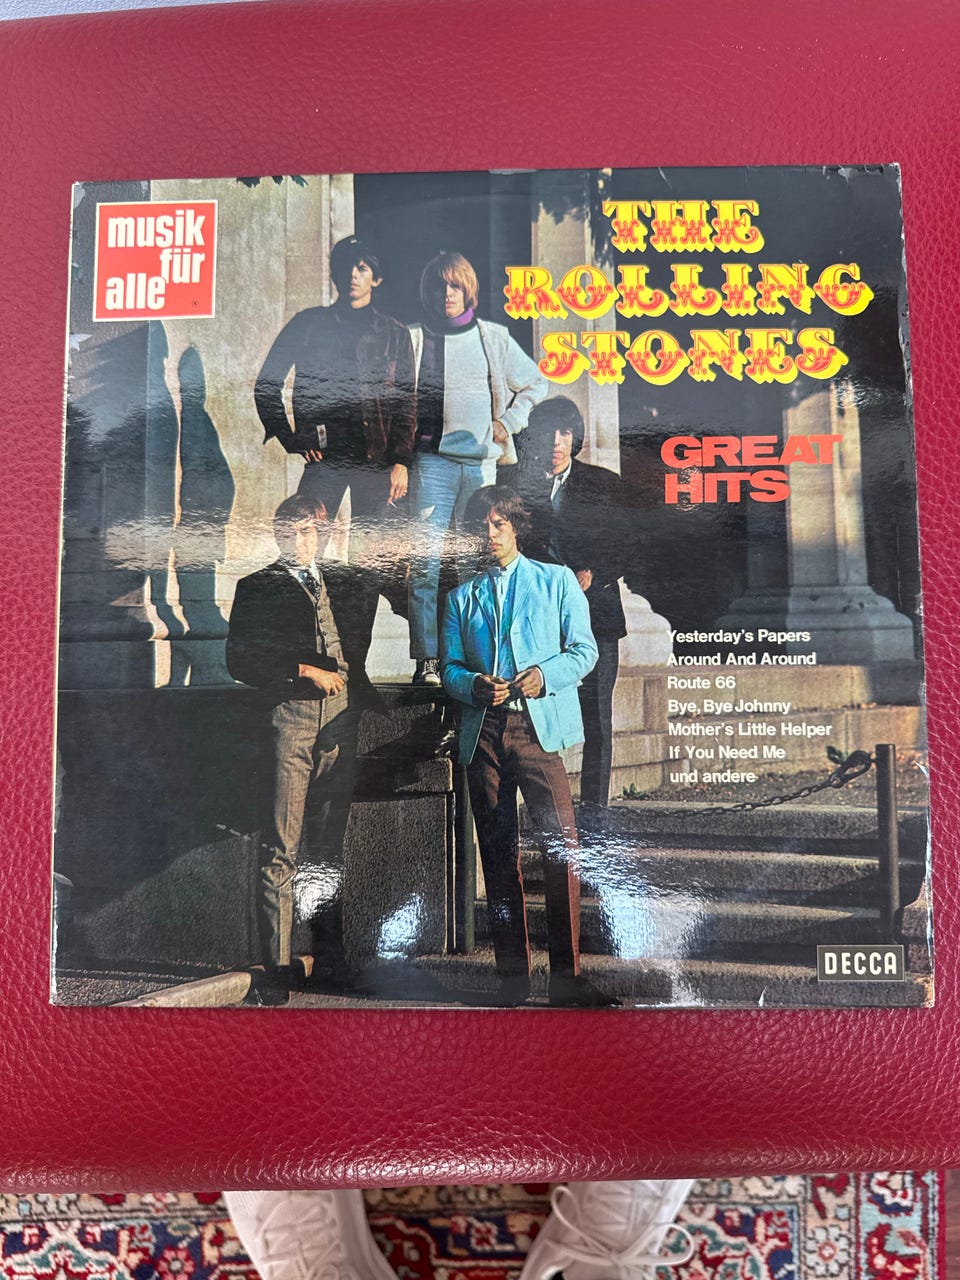 musik
für
alle
THE
ROLLING
STONES
GREAT
HITS
Yesterday's Papers
Around And Around
Route 66
Bye, Bye Johnny
Mother's Little Helper
If You Need Me
und andere
DECCA